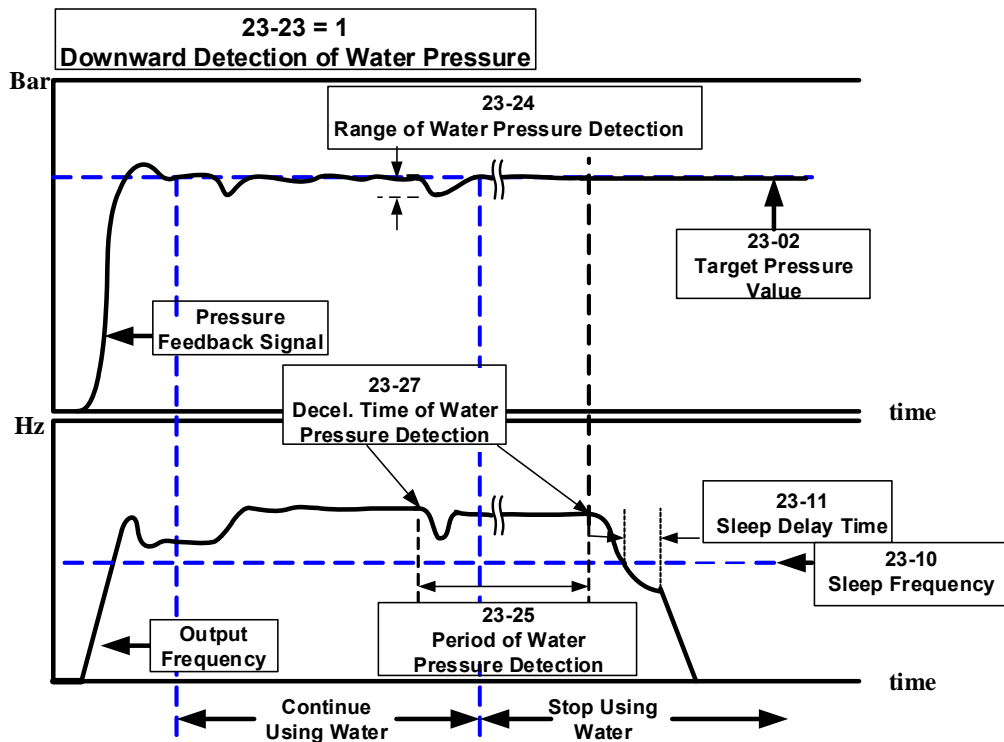 23-23 = 1
Downward Detection of Water Pressure
Bar
23-24
Range of Water Pressure Detection
23-02
Target Pressure
Value
Pressure
Feedback Signal
23-27
Decel. Time of Water
Pressure Detection
time
Hz
23-11
Sleep Delay Time
23-10
Sleep Frequency
23-25
Period of Water
Pressure Detection
Output
Frequency
time
Continue
Using Water
Stop Using
Water